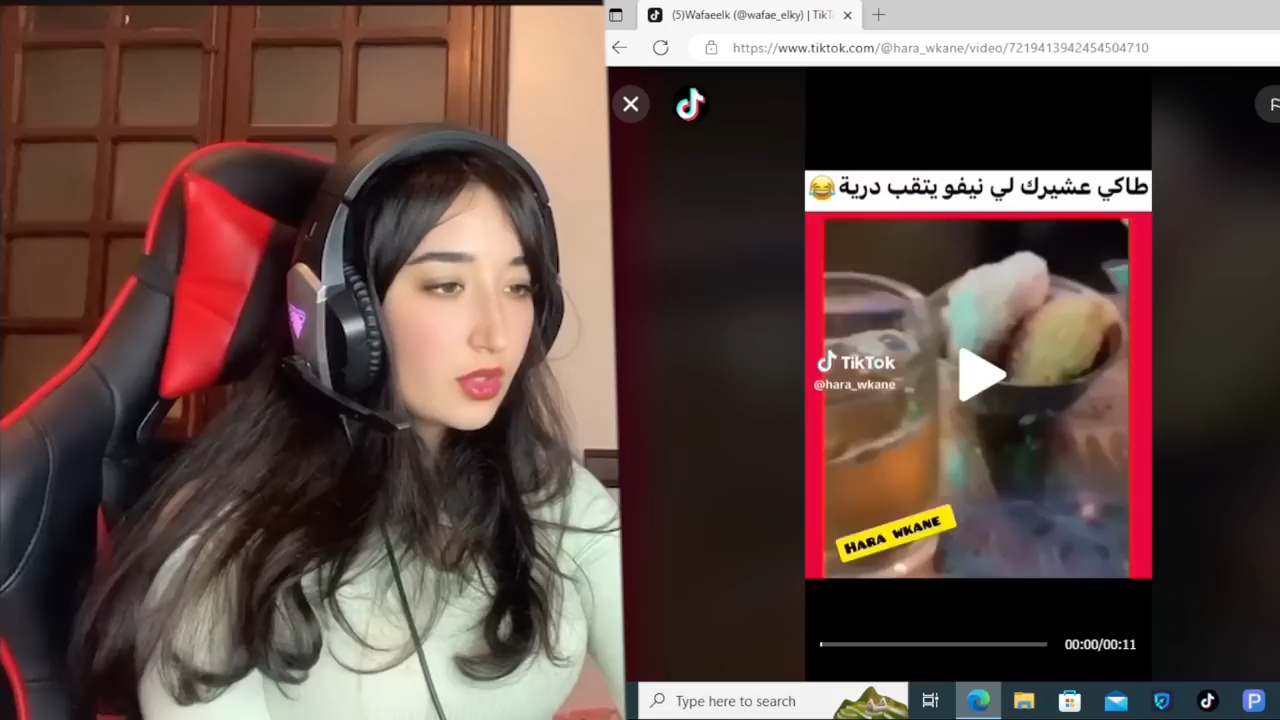 (5)Wafaeelk (@wafae_elky) | TikT
https://www.tiktok.com/@hara_wkane/video/7219413942454504710
طاكي عشيرك لي نيفو يتقب درية 😂
TikTok
@hara_wkane
HARA WKANE
00:00/00:11
Type here to search